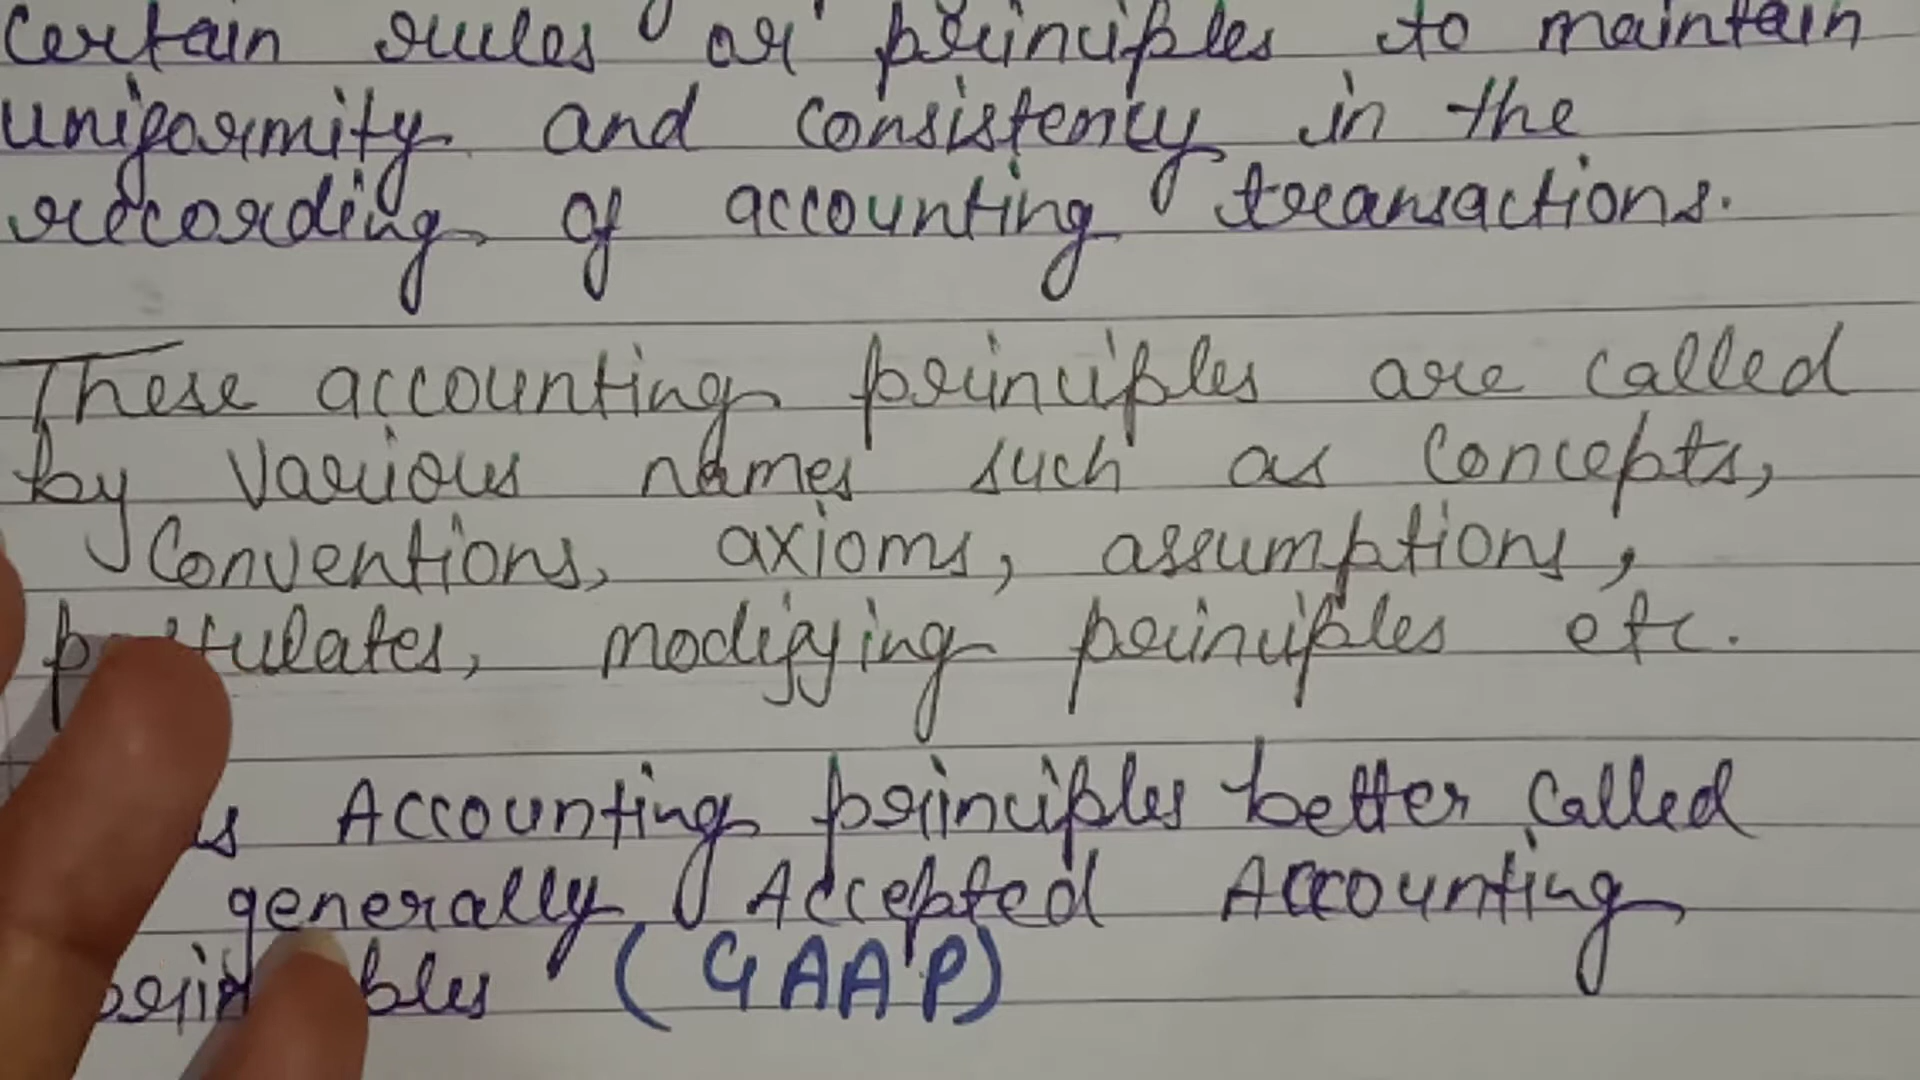 Certain rules or principles to maintain
uniformity and consistency in the
recording of accounting transactions.
These accounting principles are called
by various names such as concepts,
Conventions, axioms, assumptions,
postulates, modifying principles etc.
Accounting principles better called
generally Accepted Accounting
principles (GAAP)